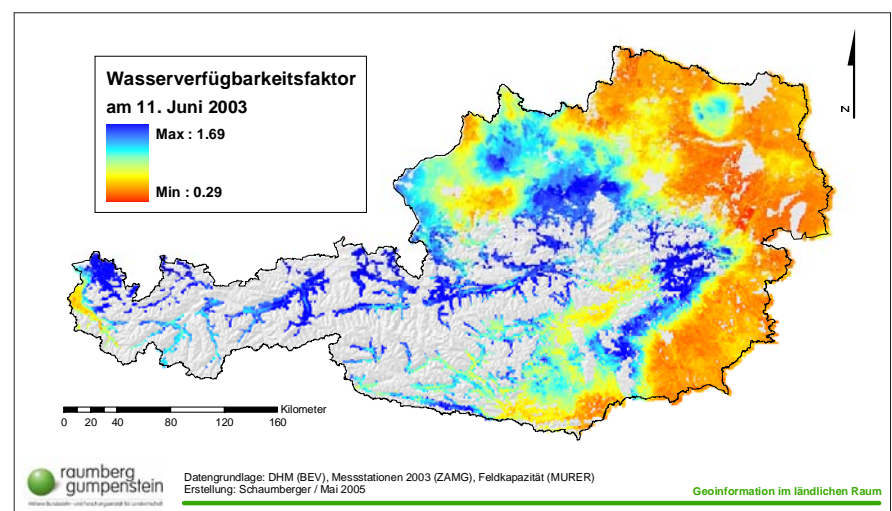 Wasserverfügbarkeitsfaktor
am 11. Juni 2003
Max : 1.69
Min : 0.29
N
Kilometer
0 20 40 80 120 160
raumberg
gumpenstein
Datengrundlage: DHM (BEV), Messstationen 2003 (ZAMG), Feldkapazität (MURER)
Erstellung: Schaumberger / Mai 2005
Geoinformation im ländlichen Raum